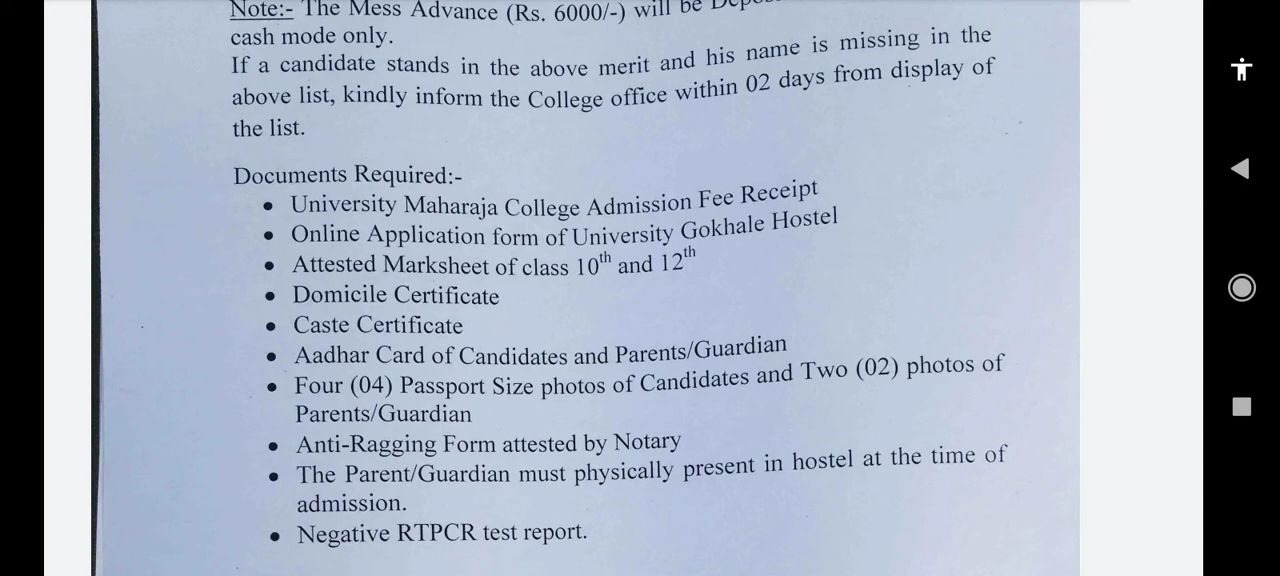 Note:- The Mess Advance (Rs. 6000/-) will be
cash mode only.
If a candidate stands in the above merit and his name is missing in the
above list, kindly inform the College office within 02 days from display of
the list.
Documents Required:-
• University Maharaja College Admission Fee Receipt
• Online Application form of University Gokhale Hostel
• Attested Marksheet of class 10th and 12th
• Domicile Certificate
• Caste Certificate
• Aadhar Card of Candidates and Parents/Guardian
• Four (04) Passport Size photos of Candidates and Two (02) photos of
Parents/Guardian
• Anti-Ragging Form attested by Notary
• The Parent/Guardian must physically present in hostel at the time of
admission.
• Negative RTPCR test report.